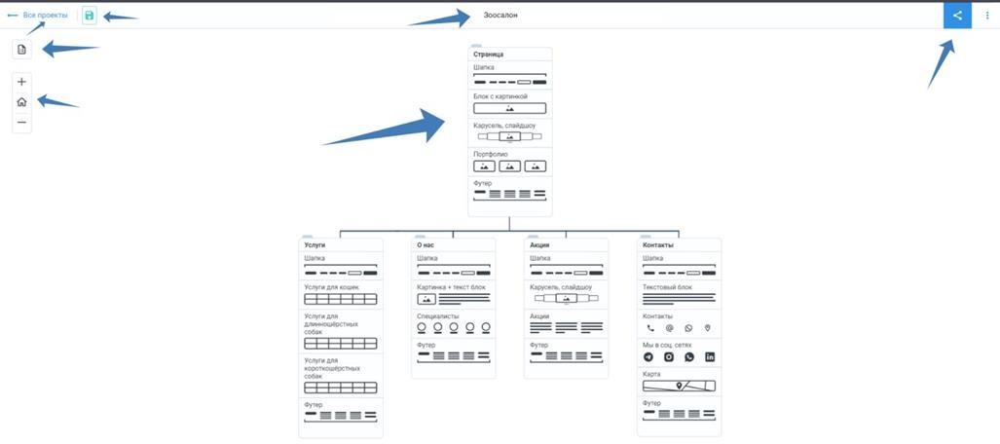 Все проекты
Зоосалон
Страница
Шапка
Блок с картинкой
Карусель, слайдшоу
Портфолио
Футер
Услуги
Шапка
Услуги для кошек
Услуги для
длинношёрстных
собак
Услуги для
короткошёрстных
собак
Футер
О нас
Шапка
Картинка + текст блок
Специалисты
Футер
Акции
Шапка
Карусель, слайдшоу
Акции
Футер
Контакты
Шапка
Текстовый блок
Контакты
Мы в соц. сетях
Карта
Футер